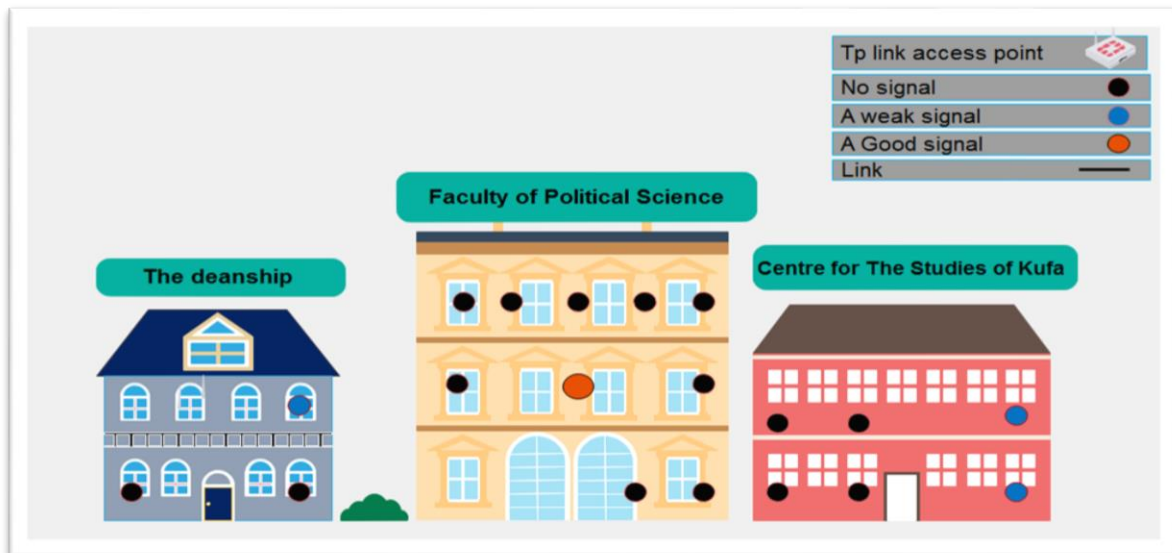 Tp link access point
No signal
A weak signal
A Good signal
Link
Faculty of Political Science
The deanship
Centre for The Studies of Kufa